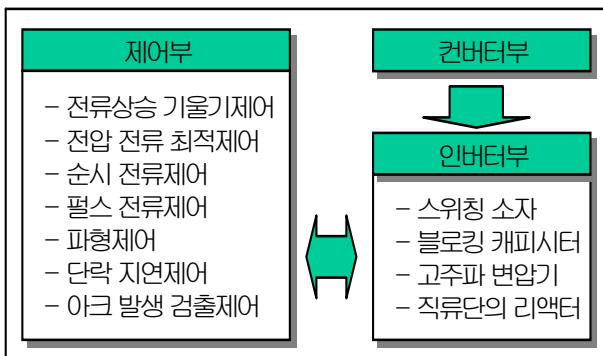 제어부
– 전류상승 기울기제어
– 전압 전류 최적제어
– 순시 전류제어
– 펄스 전류제어
– 파형제어
– 단락 지연제어
– 아크 발생 검출제어
컨버터부
인버터부
– 스위칭 소자
– 블로킹 캐피시터
– 고주파 변압기
– 직류단의 리액터